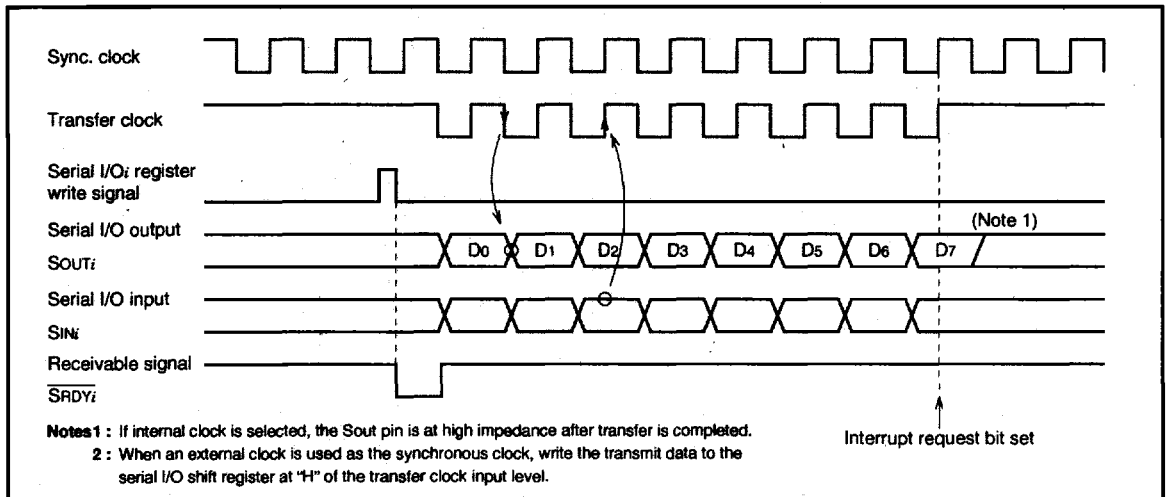 Sync. clock
Transfer clock
Serial I/Oi register
write signal
Serial I/O output
(Note 1)
SOUTi
D0 D1 D2 D3 D4 D5 D6 D7
Serial I/O input
SINi
Receivable signal
SRDYi
Notes1 : If internal clock is selected, the Sout pin is at high impedance after transfer is completed.
2 : When an external clock is used as the synchronous clock, write the transmit data to the
serial I/O shift register at "H" of the transfer clock input level.
Interrupt request bit set